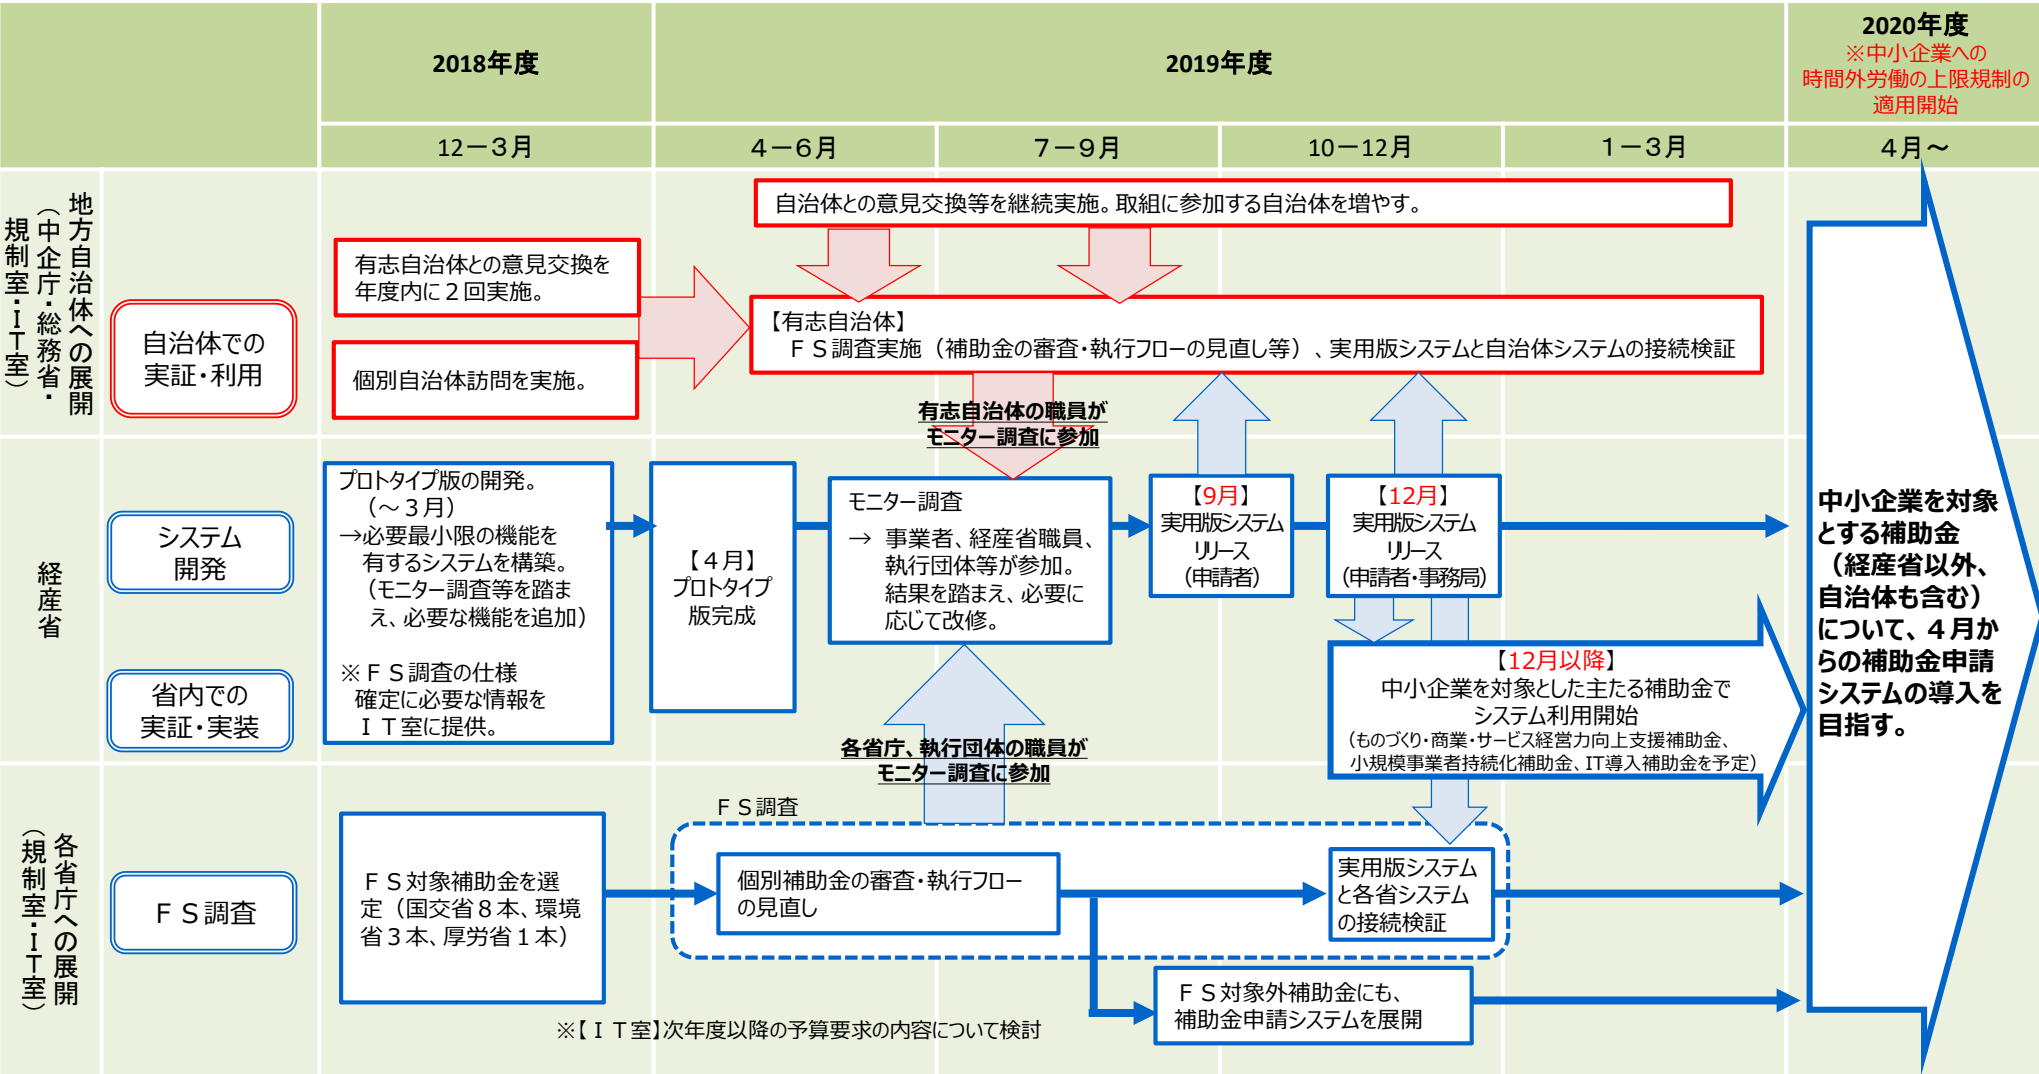 2018年度
2019年度
2020年度
※中小企業への
時間外労働の上限規制の
適用開始
12－3月
４－６月
７－９月
10－12月
１－３月
４月～
地方自治体への展開
（中企庁・総務省・
規制室・ＩＴ室）
自治体での
実証・利用
有志自治体との意見交換を
年度内に２回実施。
個別自治体訪問を実施。
自治体との意見交換等を継続実施。取組に参加する自治体を増やす。
【有志自治体】
ＦＳ調査実施（補助金の審査・執行フローの見直し等）、実用版システムと自治体システムの接続検証
有志自治体の職員が
モニター調査に参加
経産省
システム
開発
省内での
実証・実装
プロトタイプ版の開発。
（～３月）
→必要最小限の機能を
有するシステムを構築。
（モニター調査等を踏ま
え、必要な機能を追加）
※ＦＳ調査の仕様
確定に必要な情報を
ＩＴ室に提供。
【４月】
プロトタイプ
版完成
モニター調査
→ 事業者、経産省職員、
執行団体等が参加。
結果を踏まえ、必要に
応じて改修。
【9月】
実用版システム
リリース
（申請者）
【12月】
実用版システム
リリース
（申請者・事務局）
【12月以降】
中小企業を対象とした主たる補助金で
システム利用開始
（ものづくり・商業・サービス経営力向上支援補助金、
小規模事業者持続化補助金、IT導入補助金を予定）
各省庁、執行団体の職員が
モニター調査に参加
中小企業を対象
とする補助金
（経産省以外、
自治体も含む）
について、４月か
らの補助金申請
システムの導入を
目指す。
各省庁への展開
（規制室・ＩＴ室）
ＦＳ調査
ＦＳ対象補助金を選
定（国交省８本、環境
省３本、厚労省１本）
ＦＳ調査
個別補助金の審査・執行フロー
の見直し
実用版システム
と各省システム
の接続検証
ＦＳ対象外補助金にも、
補助金申請システムを展開
※【ＩＴ室】次年度以降の予算要求の内容について検討